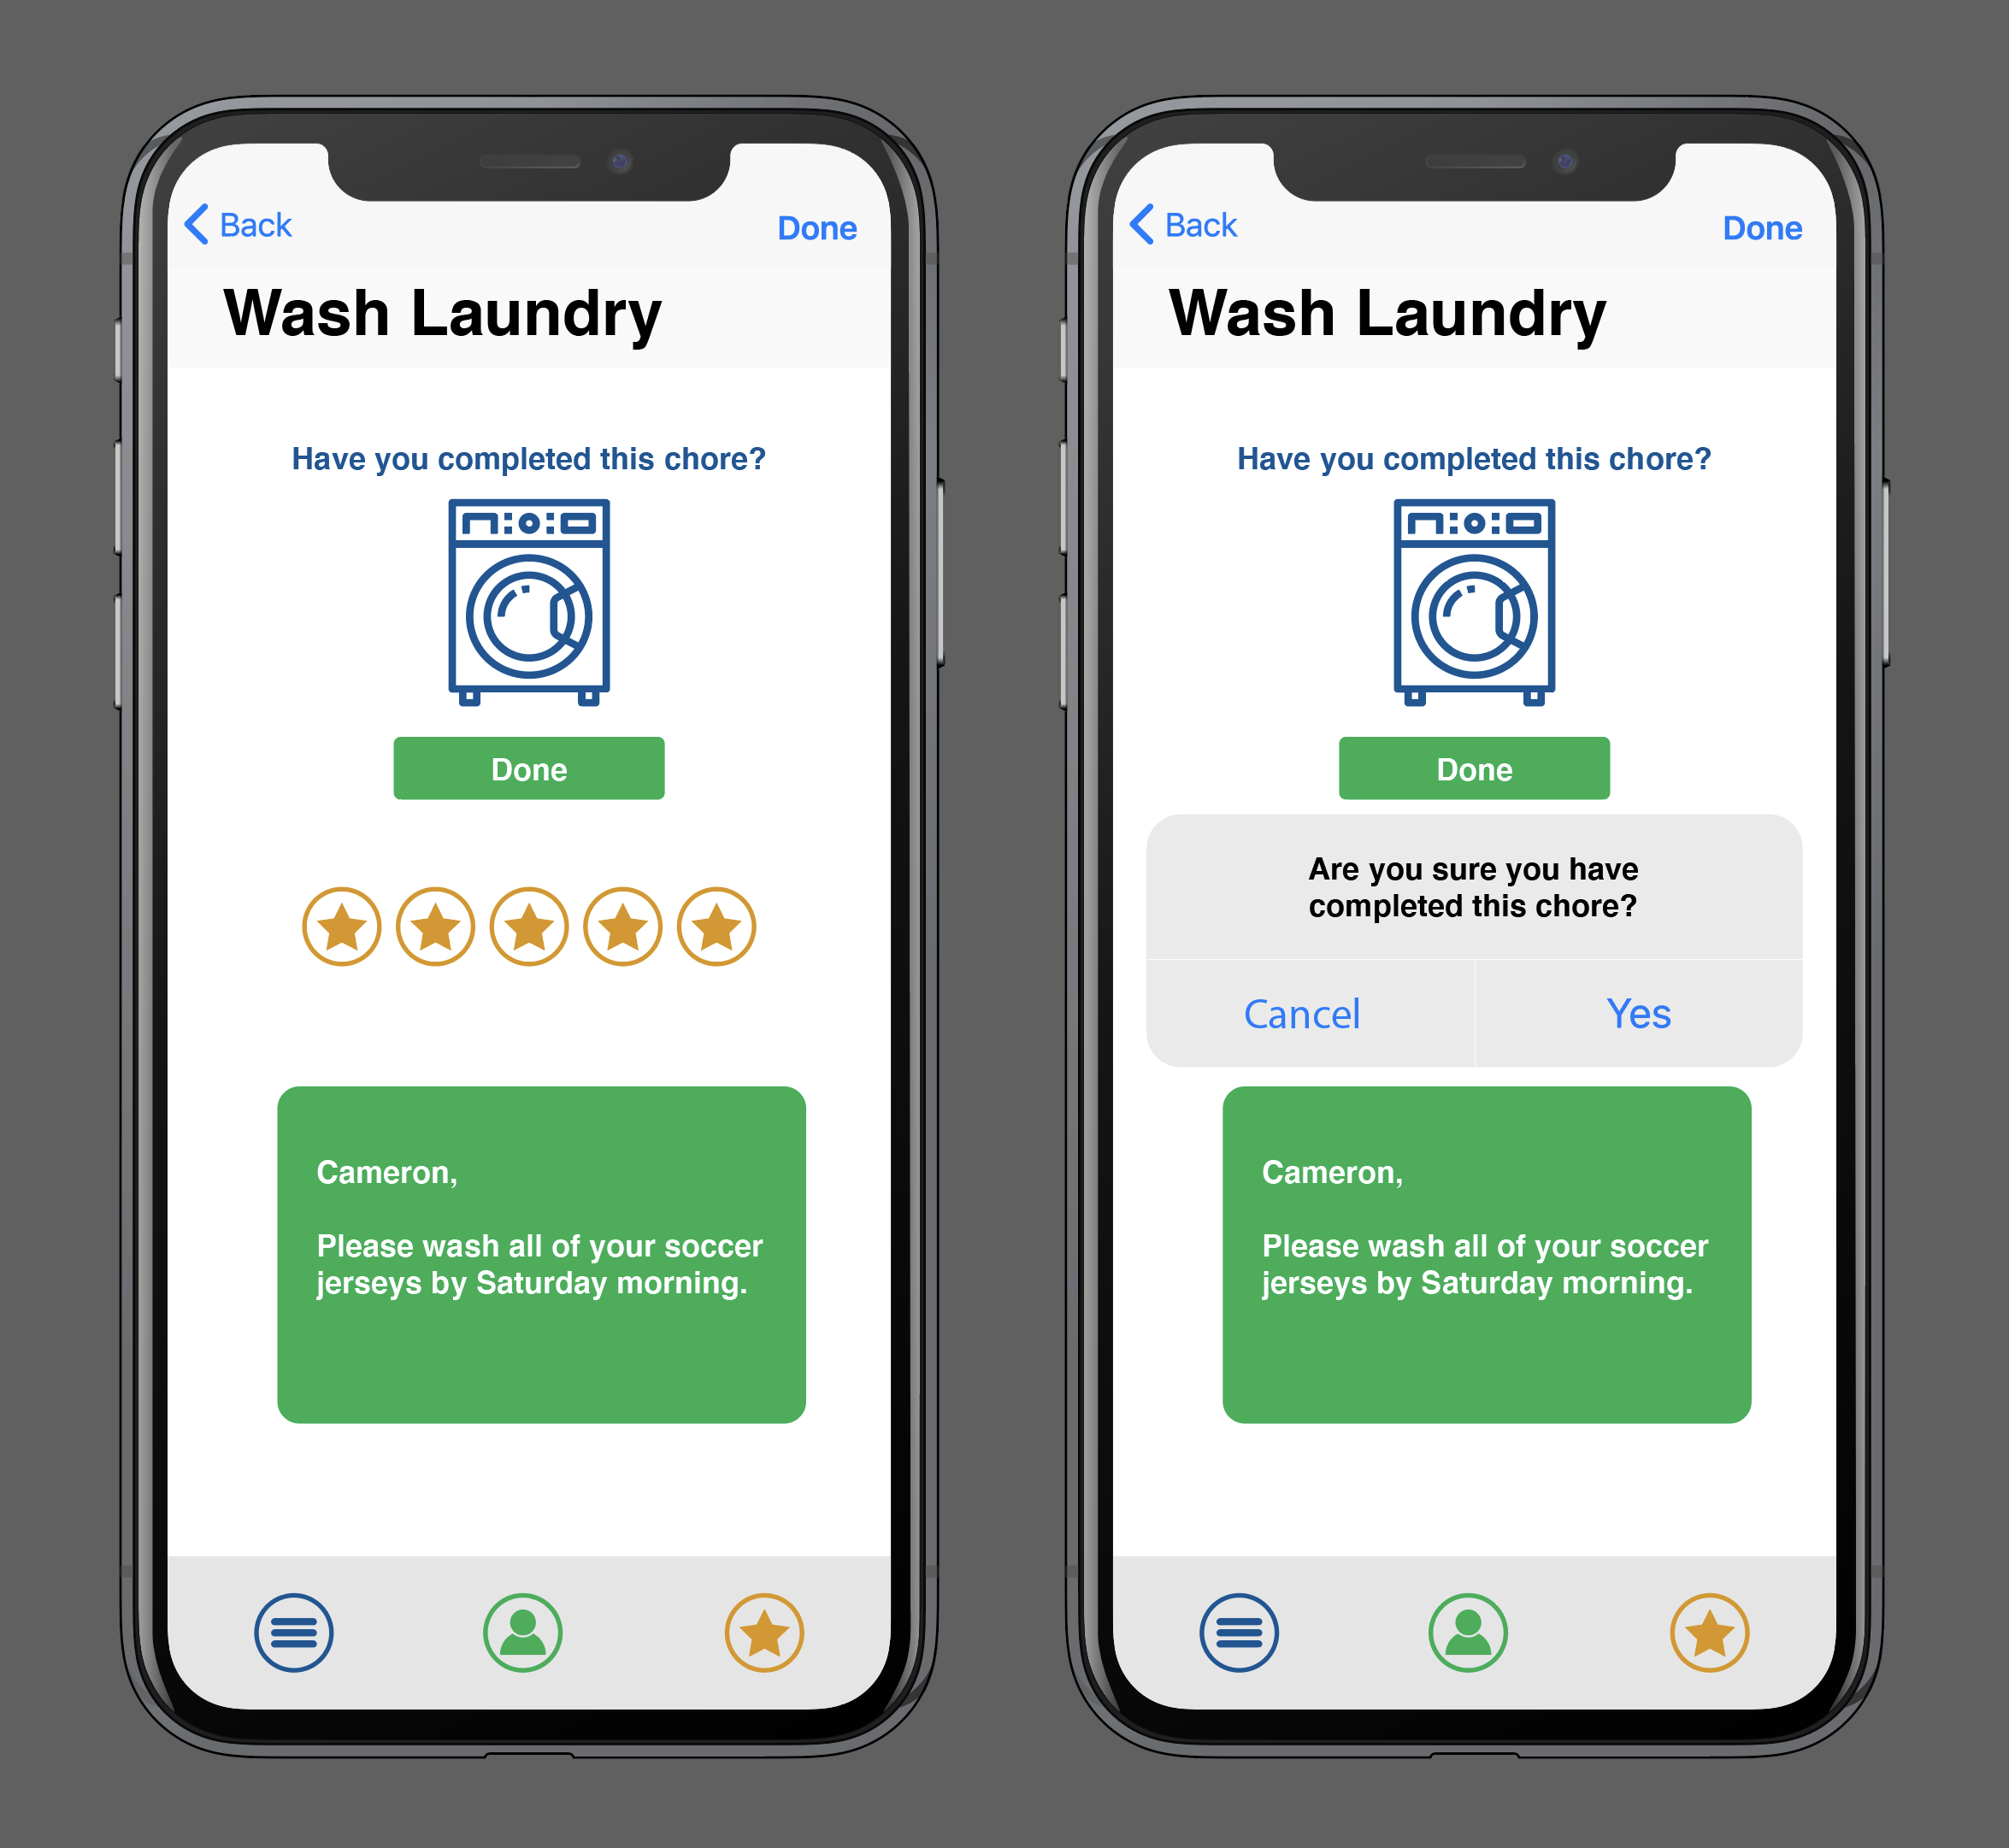 Back
Done
Wash Laundry
Have you completed this chore?
Done
Cameron,
Please wash all of your soccer
jerseys by Saturday morning.
Back
Done
Wash Laundry
Have you completed this chore?
Done
Are you sure you have
completed this chore?
Cancel
Yes
Cameron,
Please wash all of your soccer
jerseys by Saturday morning.